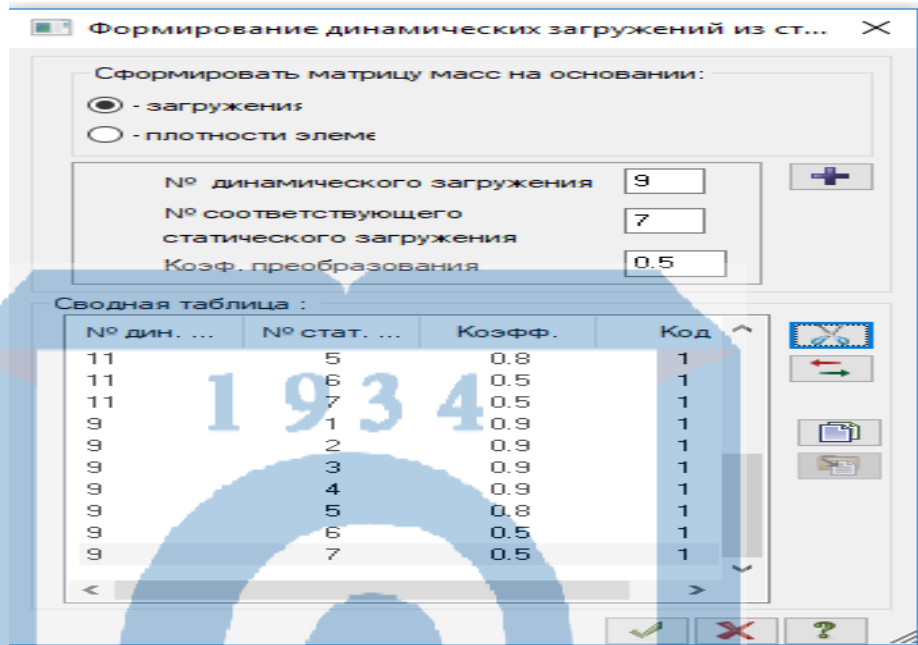 Формирование динамических загружений из ст...
Сформировать матрицу масс на основании:
- загружения
- плотности элеме
№ динамического загружения 9
№ соответствующего
статического загружения 7
Коэф. преобразования 0.5
Сводная таблица :
№ дин. ... № стат. ... Коэфф. Код
11 5 0.8 1
11 6 0.5 1
11 7 0.5 1
9 1 0.9 1
9 2 0.9 1
9 3 0.9 1
9 4 0.9 1
9 5 0.8 1
9 6 0.5 1
9 7 0.5 1
1934